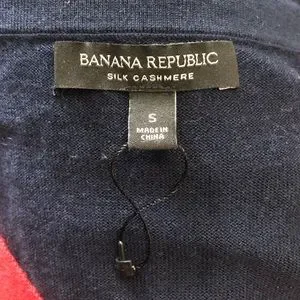 BANANA REPUBLIC
SILK CASHMERE
S
MADE IN
CHINA